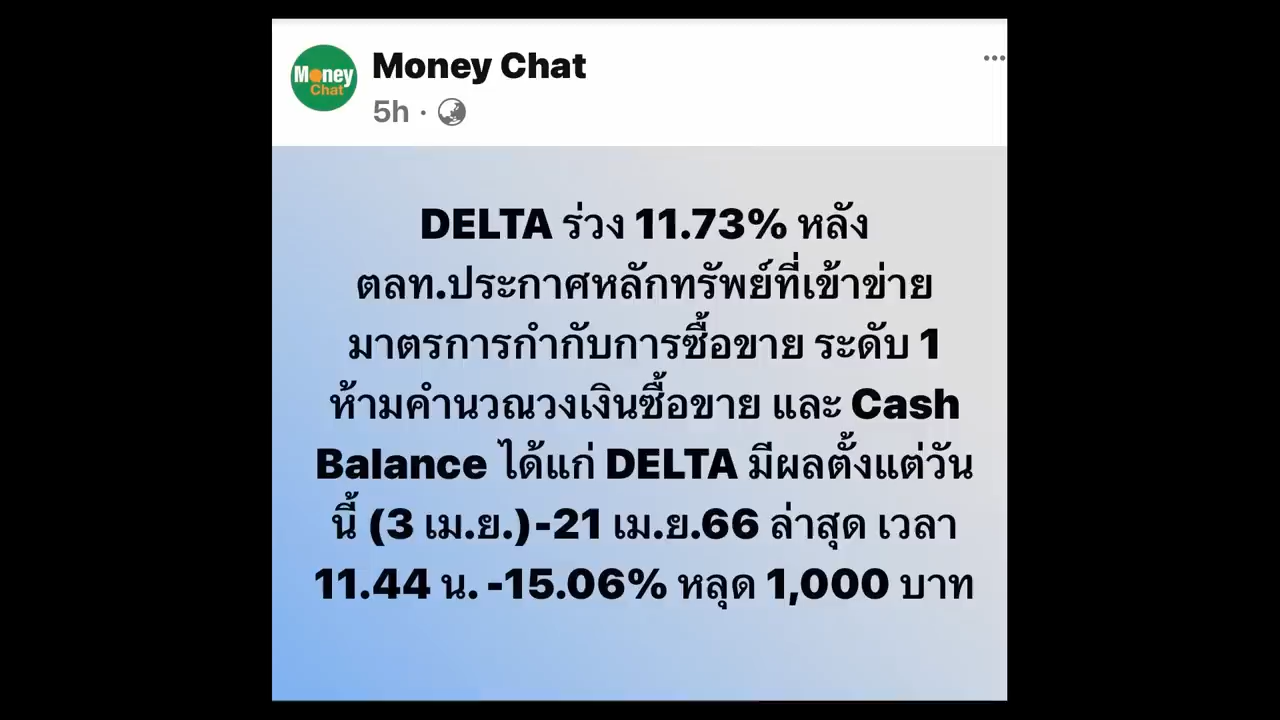 Money
Chat
Money Chat
5h ·
DELTA ร่วง 11.73% หลัง
ตลท.ประกาศหลักทรัพย์ที่เข้าข่าย
มาตรการกำกับการซื้อขาย ระดับ 1
ห้ามคำนวณวงเงินซื้อขาย และ Cash
Balance ได้แก่ DELTA มีผลตั้งแต่วัน
นี้ (3 เม.ย.)-21 เม.ย.66 ล่าสุด เวลา
11.44 น. -15.06% หลุด 1,000 บาท